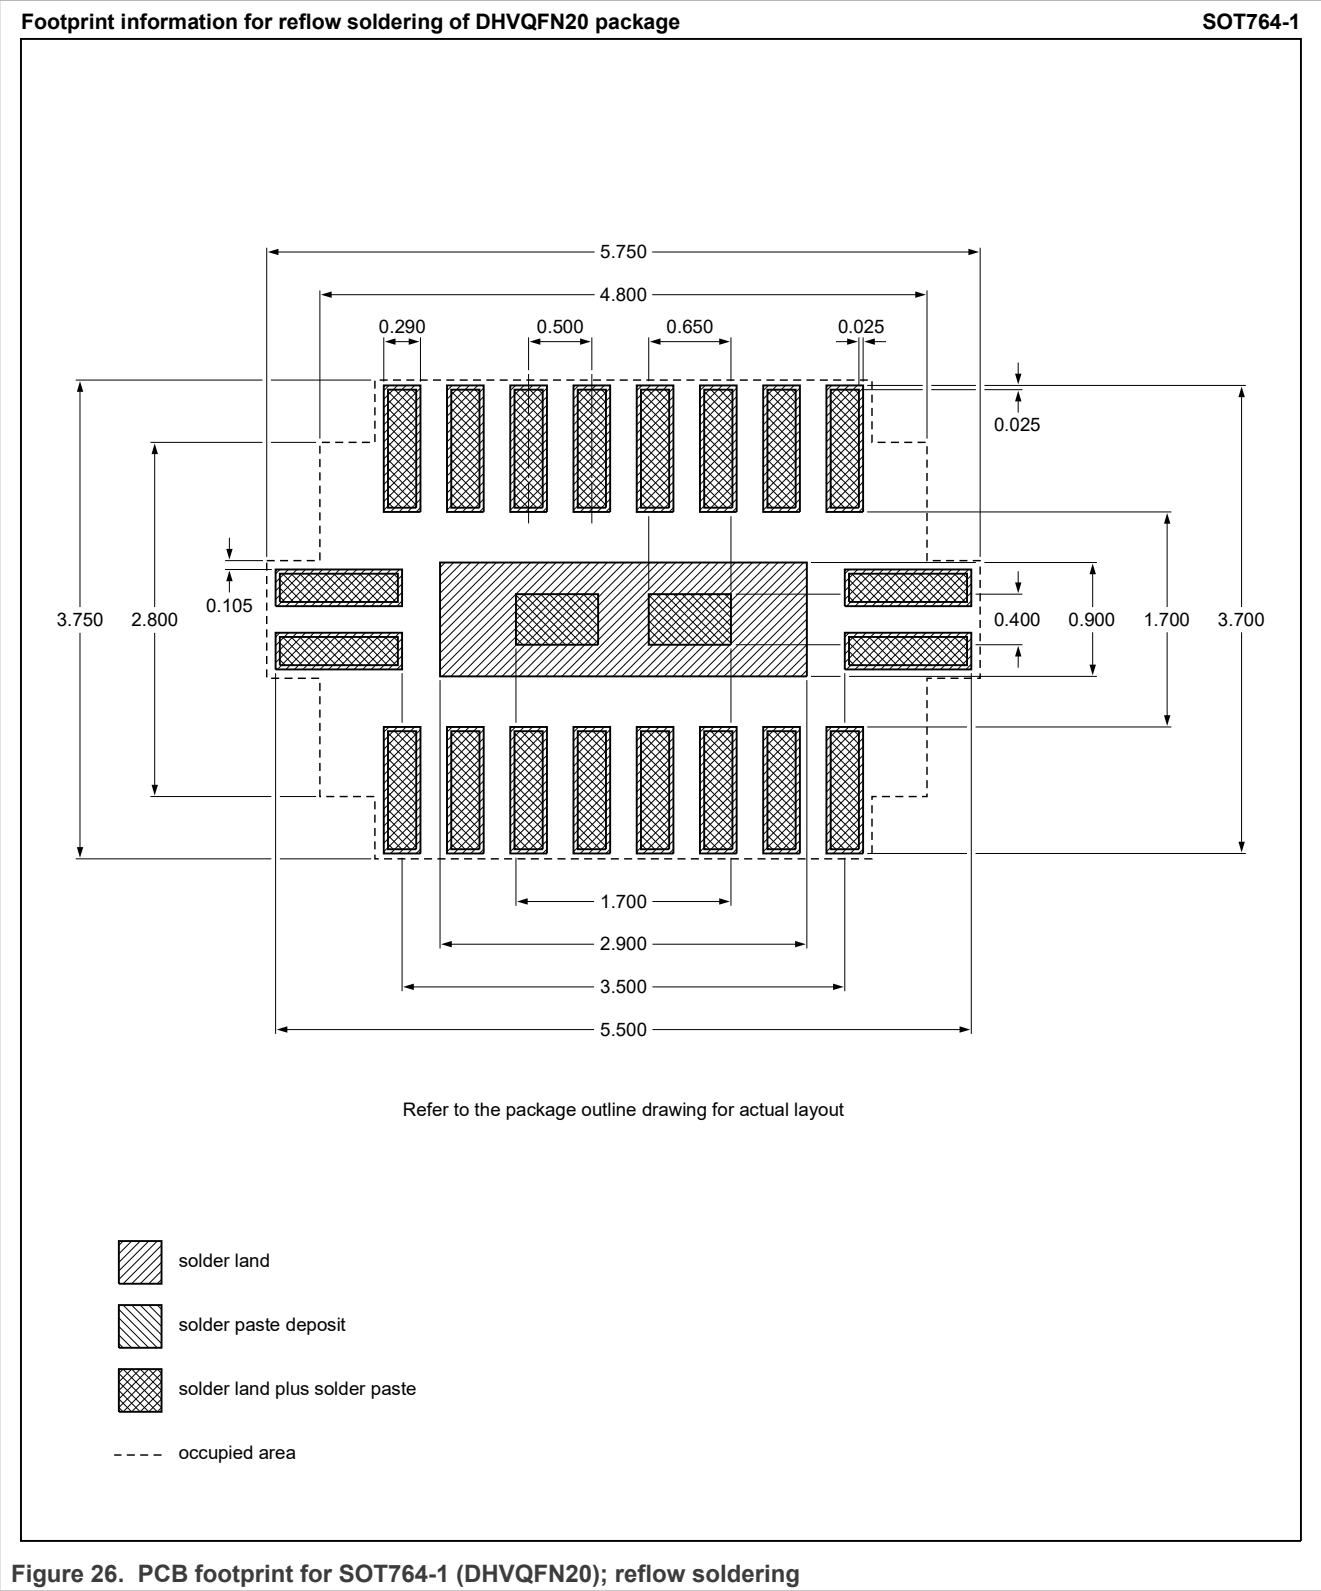 Footprint information for reflow soldering of DHVQFN20 package SOT764-1
5.750
4.800
0.290 0.500 0.650 0.025
0.025
0.105
3.750 2.800 0.400 0.900 1.700 3.700
1.700
2.900
3.500
5.500
Refer to the package outline drawing for actual layout
solder land
solder paste deposit
solder land plus solder paste
occupied area
Figure 26. PCB footprint for SOT764-1 (DHVQFN20); reflow soldering